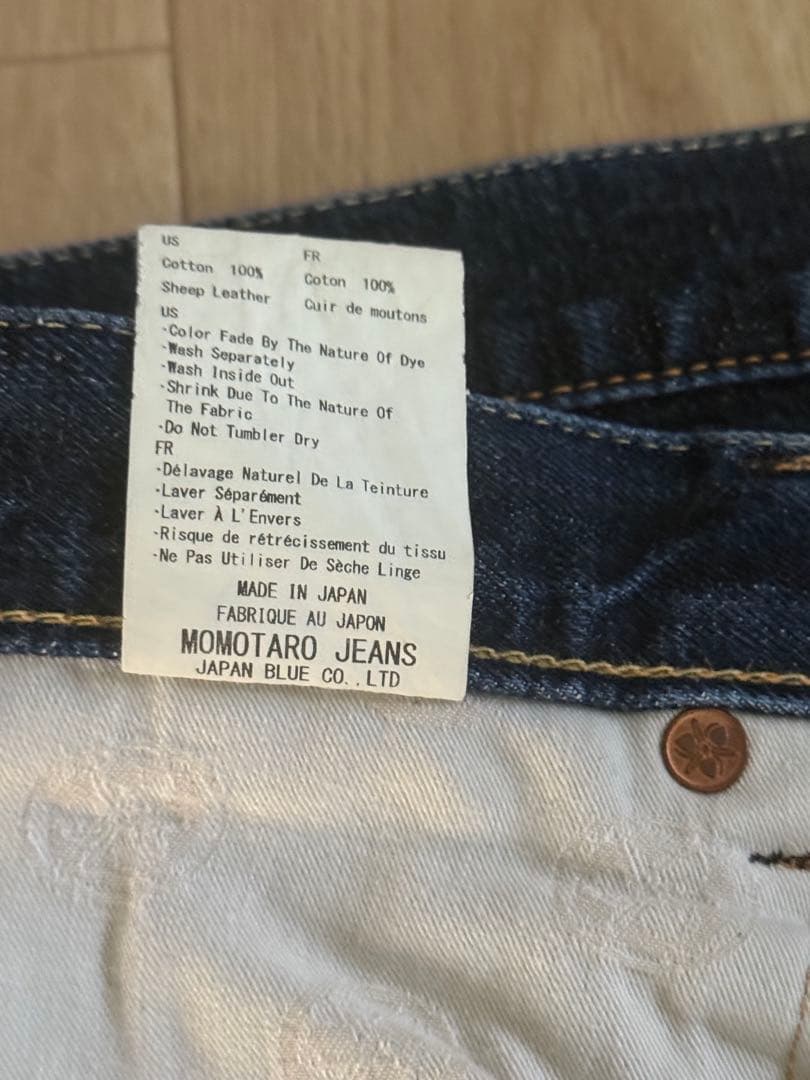 US
Cotton 100%
Sheep Leather
FR
Coton 100%
Cuir de moutons
US
·Color Fade By The Nature Of Dye
·Wash Separately
·Wash Inside Out
·Shrink Due To The Nature Of
The Fabric
·Do Not Tumbler Dry
FR
·Délavage Naturel De La Teinture
·Laver Séparément
·Laver À L'Envers
·Risque de rétrécissement du tissu
·Ne Pas Utiliser De Sèche Linge
MADE IN JAPAN
FABRIQUE AU JAPON
MOMOTARO JEANS
JAPAN BLUE CO.,LTD